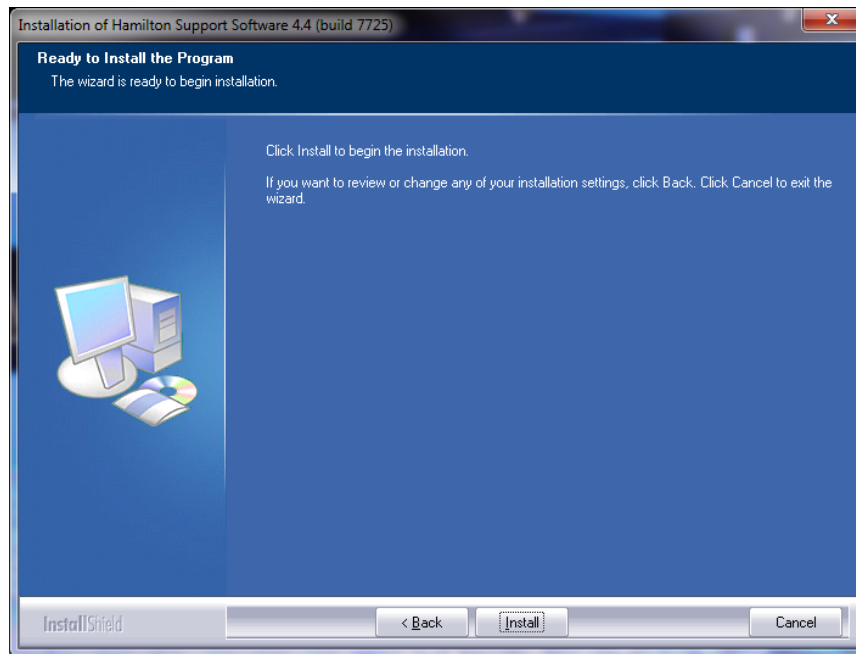 Installation of Hamilton Support Software 4.4 (build 7725)
Ready to Install the Program
The wizard is ready to begin installation.
Click Install to begin the installation.
If you want to review or change any of your installation settings, click Back. Click Cancel to exit the
wizard.
InstallShield
< Back
Install
Cancel